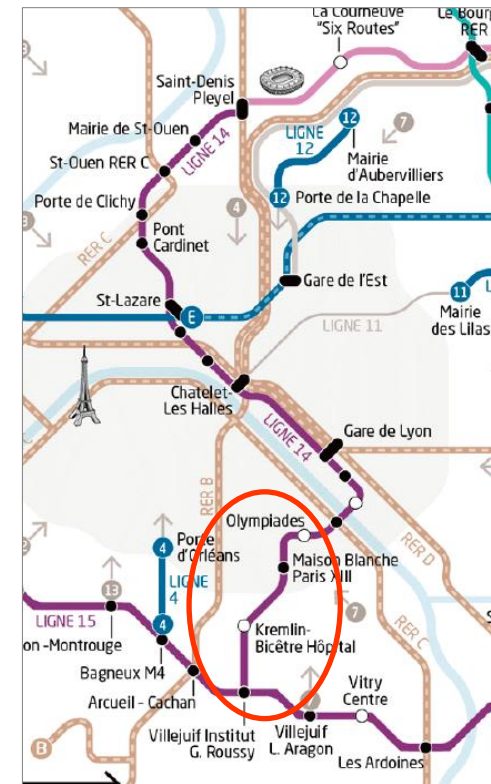 La Courneuve
"Six Routes"
Le Bour
RER
Saint-Denis
Pleyel
LIGNE 14
Mairie de St-Ouen
LIGNE
12
12
7
Mairie
d'Aubervilliers
St-Ouen RER C
12
Porte de la Chapelle
Porte de Clichy
4
Pont
Cardinet
RER C
Gare de l'Est
St-Lazare
E
11
LIGNE 11
Mairie
des Lilas
Chatelet-
Les Halles
LIGNE 14
Gare de Lyon
RER B
Olympiades
RER D
4
Porte
d'Orléans
Maison Blanche
Paris XIII
LIGNE
4
13
RER C
7
LIGNE 15
4
on -Montrouge
Kremlin-
Bicêtre Hôpital
Bagneux M4
Arcueil - Cachan
Vitry
Centre
Villejuif Institut
G. Roussy
Villejuif
L. Aragon
Les Ardoines
B